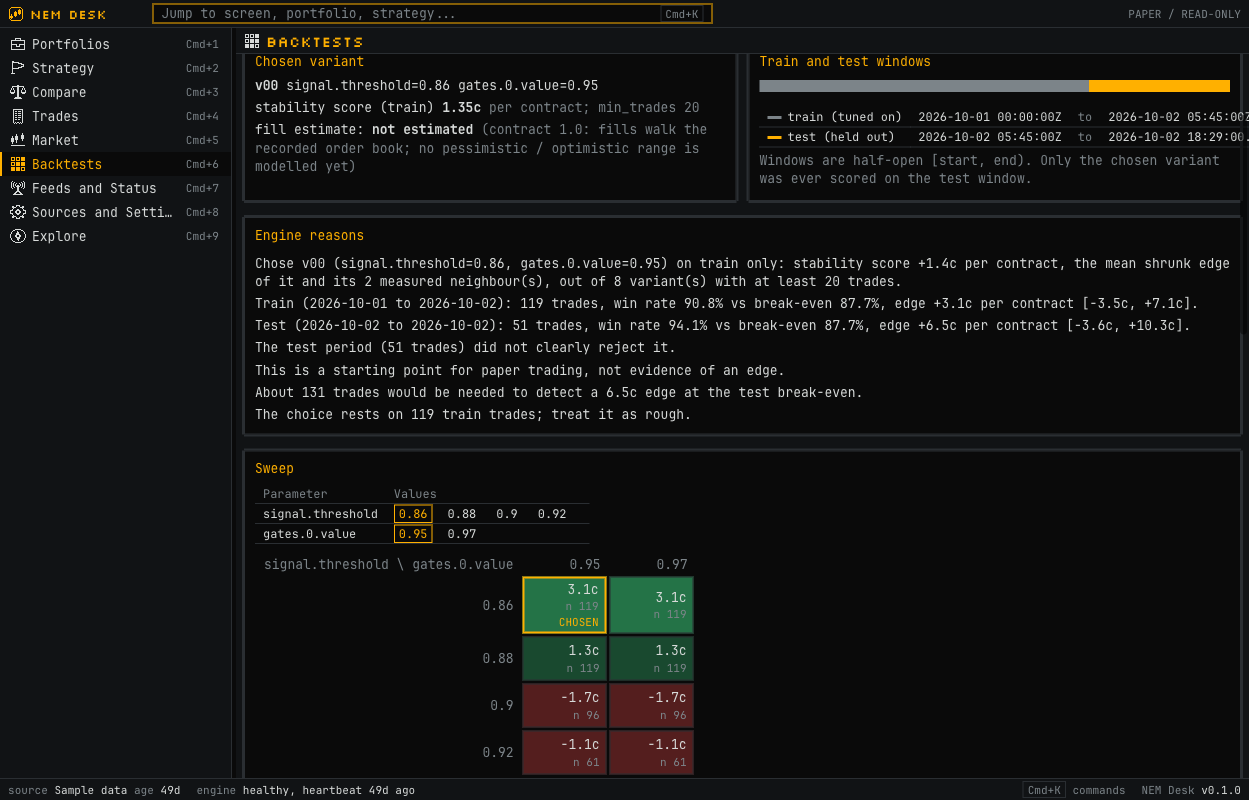 NEM DESK
Jump to screen, portfolio, strategy... Cmd+K
PAPER / READ-ONLY
Portfolios Cmd+1
Strategy Cmd+2
Compare Cmd+3
Trades Cmd+4
Market Cmd+5
Backtests Cmd+6
Feeds and Status Cmd+7
Sources and Setti… Cmd+8
Explore Cmd+9
BACKTESTS
Chosen variant
v00 signal.threshold=0.86 gates.0.value=0.95
stability score (train) 1.35c per contract; min_trades 20
fill estimate: not estimated (contract 1.0: fills walk the
recorded order book; no pessimistic / optimistic range is
modelled yet)
Train and test windows
train (tuned on) 2026-10-01 00:00:00Z to 2026-10-02 05:45:00Z
test (held out) 2026-10-02 05:45:00Z to 2026-10-02 18:29:00
Windows are half-open [start, end). Only the chosen variant
was ever scored on the test window.
Engine reasons
Chose v00 (signal.threshold=0.86, gates.0.value=0.95) on train only: stability score +1.4c per contract, the mean shrunk edge
of it and its 2 measured neighbour(s), out of 8 variant(s) with at least 20 trades.
Train (2026-10-01 to 2026-10-02): 119 trades, win rate 90.8% vs break-even 87.7%, edge +3.1c per contract [-3.5c, +7.1c].
Test (2026-10-02 to 2026-10-02): 51 trades, win rate 94.1% vs break-even 87.7%, edge +6.5c per contract [-3.6c, +10.3c].
The test period (51 trades) did not clearly reject it.
This is a starting point for paper trading, not evidence of an edge.
About 131 trades would be needed to detect a 6.5c edge at the test break-even.
The choice rests on 119 train trades; treat it as rough.
Sweep
Parameter Values
signal.threshold 0.86 0.88 0.9 0.92
gates.0.value 0.95 0.97
signal.threshold \ gates.0.value 0.95 0.97
0.86 3.1c n 119 CHOSEN 3.1c n 119
0.88 1.3c n 119 1.3c n 119
0.9 -1.7c n 96 -1.7c n 96
0.92 -1.1c n 61 -1.1c n 61
source Sample data age 49d engine healthy, heartbeat 49d ago
Cmd+K commands NEM Desk v0.1.0